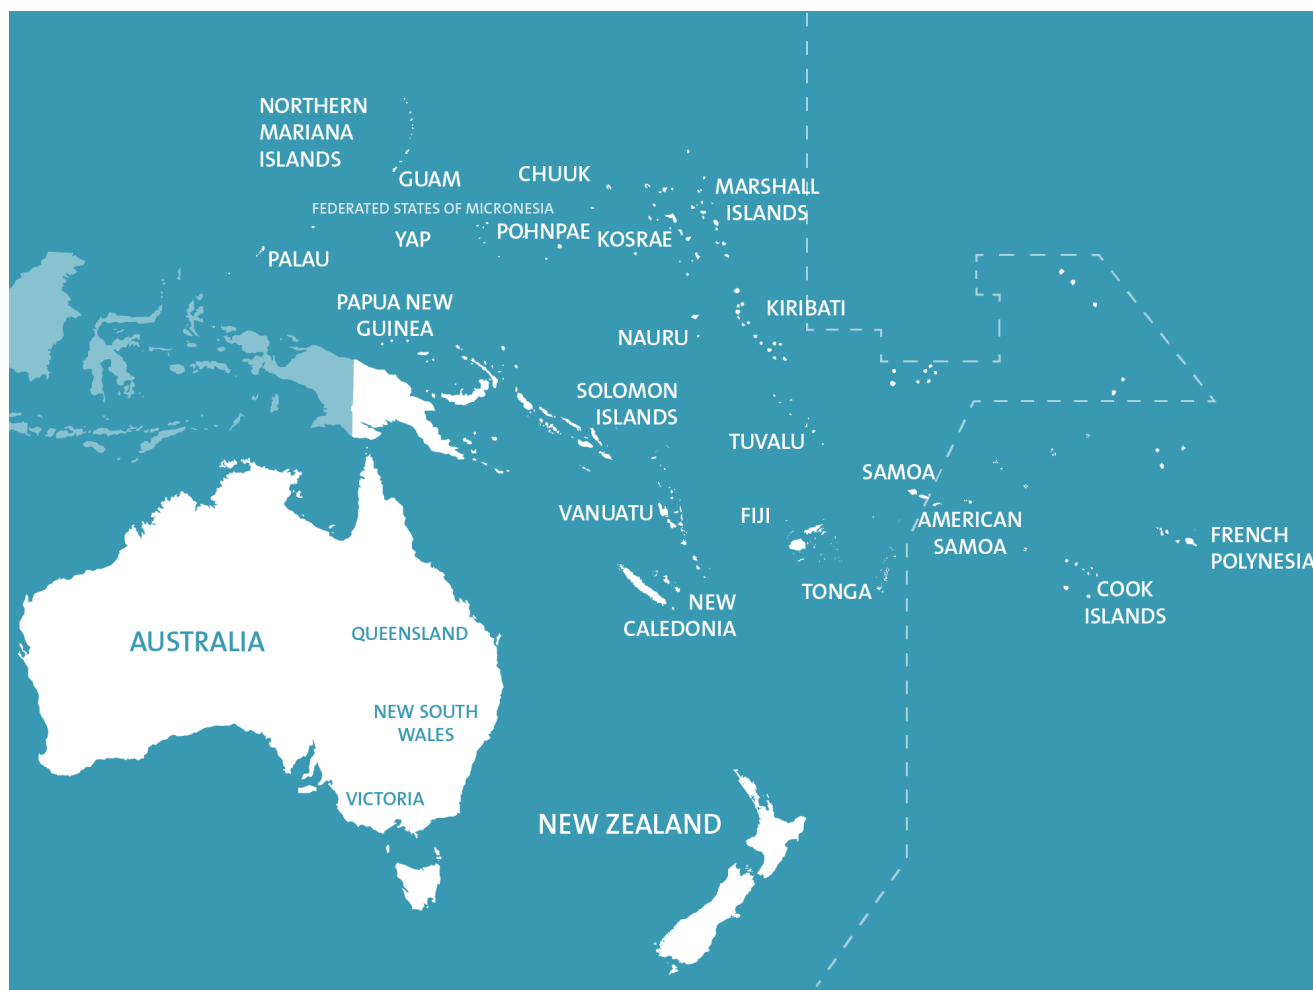 NORTHERN
MARIANA
ISLANDS
GUAM
CHUUK
MARSHALL
ISLANDS
FEDERATED STATES OF MICRONESIA
YAP
POHNPAE
KOSRAE
PALAU
PAPUA NEW
GUINEA
KIRIBATI
NAURU
SOLOMON
ISLANDS
TUVALU
SAMOA
VANUATU
FIJI
AMERICAN
SAMOA
FRENCH
POLYNESIA
TONGA
COOK
ISLANDS
NEW
CALEDONIA
AUSTRALIA
QUEENSLAND
NEW SOUTH
WALES
VICTORIA
NEW ZEALAND